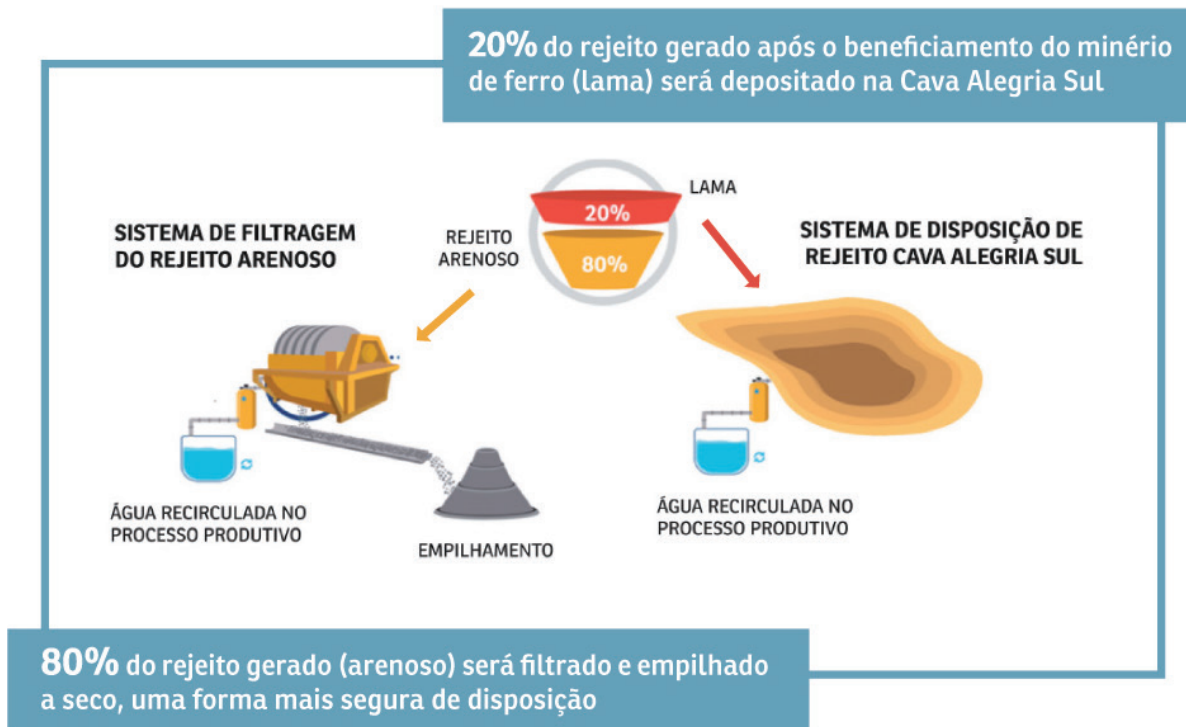 20% do rejeito gerado após o beneficiamento do minério
de ferro (lama) será depositado na Cava Alegria Sul
LAMA
20%
80%
REJEITO
ARENOSO
SISTEMA DE FILTRAGEM
DO REJEITO ARENOSO
SISTEMA DE DISPOSIÇÃO DE
REJEITO CAVA ALEGRIA SUL
ÁGUA RECIRCULADA NO
PROCESSO PRODUTIVO
EMPILHAMENTO
ÁGUA RECIRCULADA NO
PROCESSO PRODUTIVO
80% do rejeito gerado (arenoso) será filtrado e empilhado
a seco, uma forma mais segura de disposição